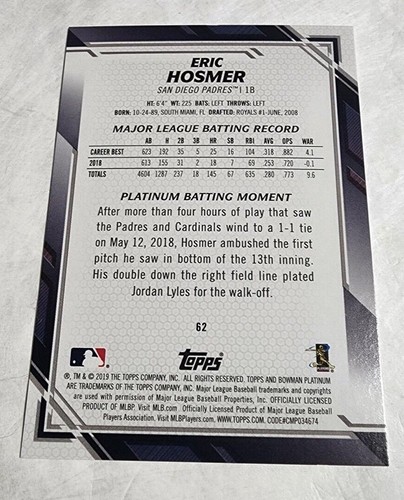 ERIC
HOSMER
SAN DIEGO PADRES™ | 1B
HT: 6'4" WT: 225 BATS: LEFT THROWS: LEFT
BORN: 10-24-89, SOUTH MIAMI, FL DRAFTED: ROYALS #1-JUNE, 2008
MAJOR LEAGUE BATTING RECORD
AB H 2B 3B HR SB RBI AVG OPS WAR
CAREER BEST 623 192 35 5 25 16 104 .318 .882 4.1
2018 613 155 31 2 18 7 69 .253 .720 -0.1
TOTALS 4604 1287 237 18 145 67 635 .280 .773 9.6
PLATINUM BATTING MOMENT
After more than four hours of play that saw
the Padres and Cardinals wind to a 1-1 tie
on May 12, 2018, Hosmer ambushed the first
pitch he saw in bottom of the 13th inning.
His double down the right field line plated
Jordan Lyles for the walk-off.
62
Topps
®, TM & © 2019 THE TOPPS COMPANY, INC. ALL RIGHTS RESERVED. TOPPS AND BOWMAN PLATINUM
ARE TRADEMARKS OF THE TOPPS COMPANY, INC. Major League Baseball trademarks and copyrights
are used with permission of Major League Baseball Properties, Inc. OFFICIALLY LICENSED
PRODUCT OF MLBP. Visit MLB.com. Officially Licensed Product of Major League Baseball
Players Association. Visit MLBPlayers.com. WWW.TOPPS.COM. CODE#CMP034674